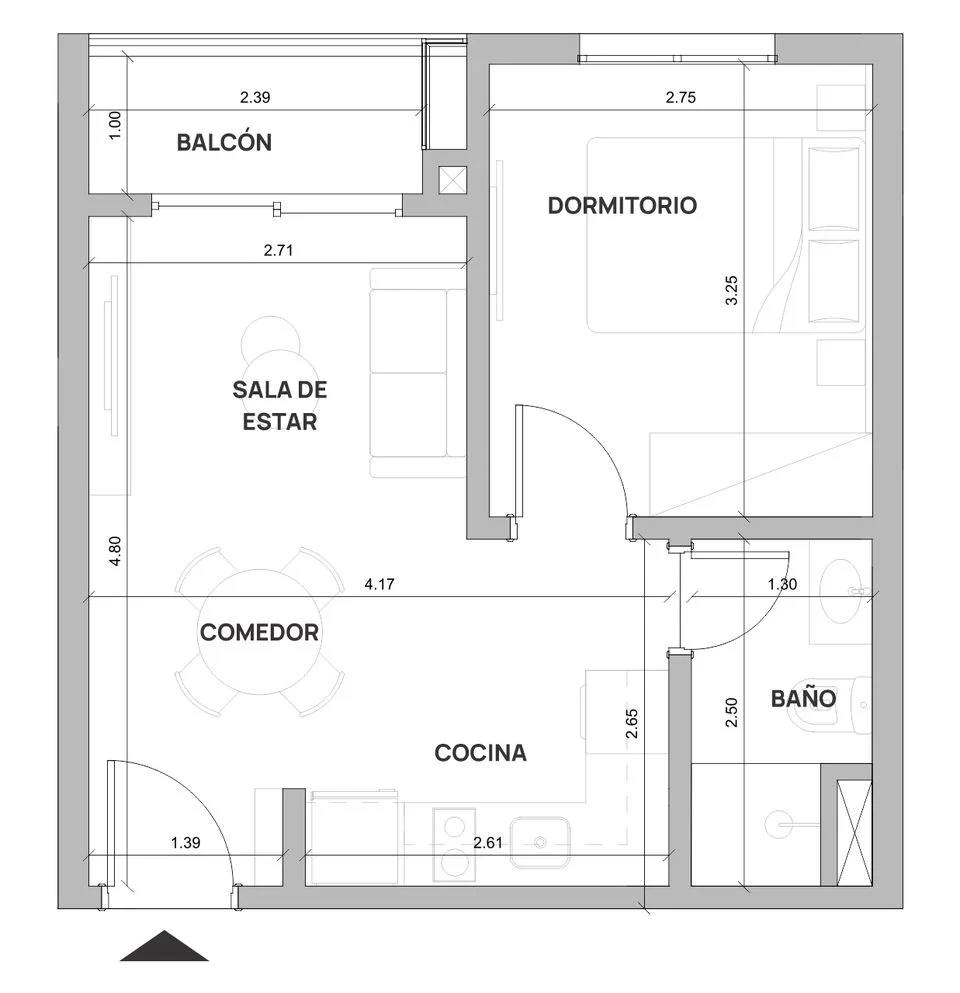 2.39
1.00
BALCÓN
2.75
DORMITORIO
2.71
3.25
SALA DE
ESTAR
4.80
4.17
1.30
COMEDOR
BAÑO
2.50
2.65
COCINA
1.39
2.61